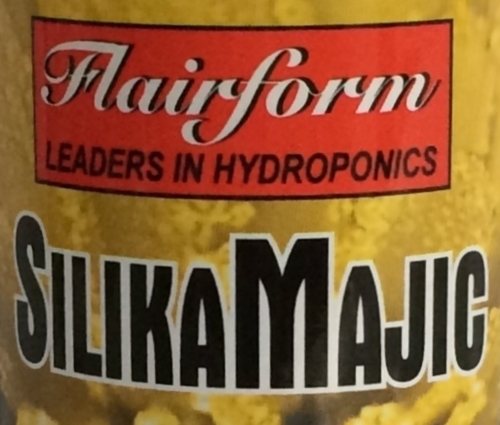 Flairform
LEADERS IN HYDROPONICS
SILIKAMAJIC